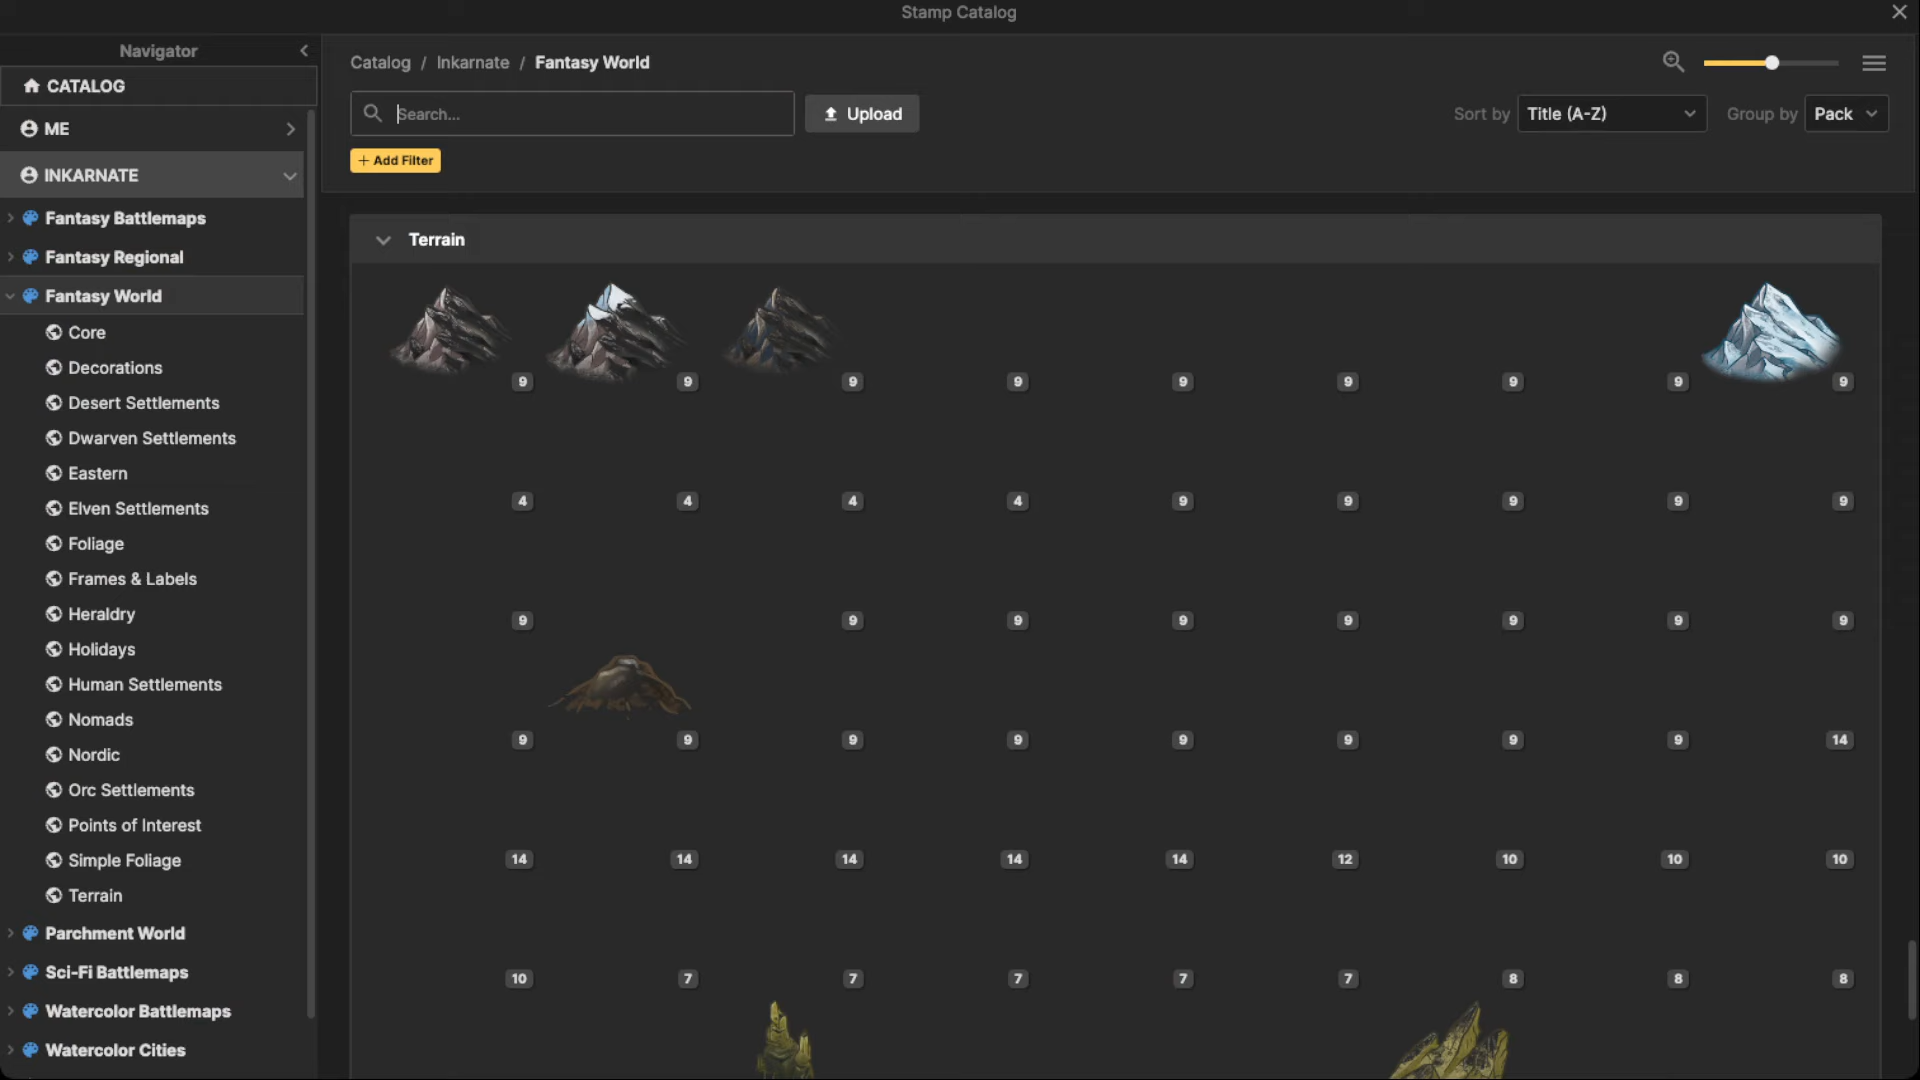 Stamp Catalog
Navigator
CATALOG
ME
INKARNATE
Fantasy Battlemaps
Fantasy Regional
Fantasy World
Core
Decorations
Desert Settlements
Dwarven Settlements
Eastern
Elven Settlements
Foliage
Frames & Labels
Heraldry
Holidays
Human Settlements
Nomads
Nordic
Orc Settlements
Points of Interest
Simple Foliage
Terrain
Parchment World
Sci-Fi Battlemaps
Watercolor Battlemaps
Watercolor Cities
Catalog / Inkarnate / Fantasy World
Search... Upload Sort by Title (A-Z) Group by Pack
+ Add Filter
Terrain
9 9 9 9 9 9 9 9 9
4 4 4 4 9 9 9 9 9
9 9 9 9 9 9 9 9
9 9 9 9 9 9 9 9 14
14 14 14 14 14 12 10 10 10
10 7 7 7 7 7 8 8 8